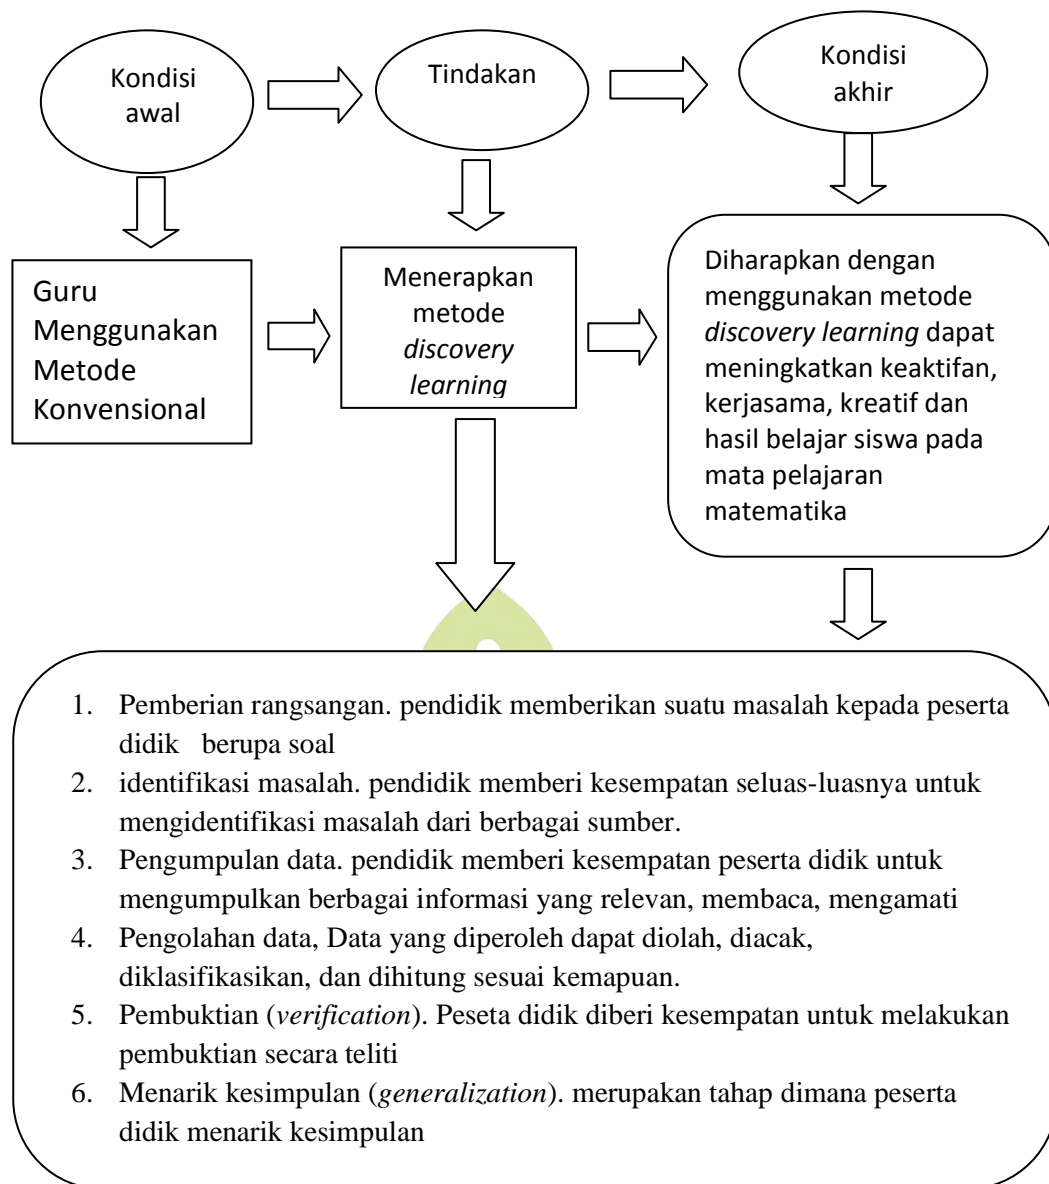 Kondisi
awal
Tindakan
Kondisi
akhir
Guru
Menggunakan
Metode
Konvensional
Menerapkan
metode
discovery
learning
Diharapkan dengan
menggunakan metode
discovery learning dapat
meningkatkan keaktifan,
kerjasama, kreatif dan
hasil belajar siswa pada
mata pelajaran
matematika
1. Pemberian rangsangan. pendidik memberikan suatu masalah kepada peserta
didik berupa soal
2. identifikasi masalah. pendidik memberi kesempatan seluas-luasnya untuk
mengidentifikasi masalah dari berbagai sumber.
3. Pengumpulan data. pendidik memberi kesempatan peserta didik untuk
mengumpulkan berbagai informasi yang relevan, membaca, mengamati
4. Pengolahan data, Data yang diperoleh dapat diolah, diacak,
diklasifikasikan, dan dihitung sesuai kemapuan.
5. Pembuktian (verification). Peseta didik diberi kesempatan untuk melakukan
pembuktian secara teliti
6. Menarik kesimpulan (generalization). merupakan tahap dimana peserta
didik menarik kesimpulan